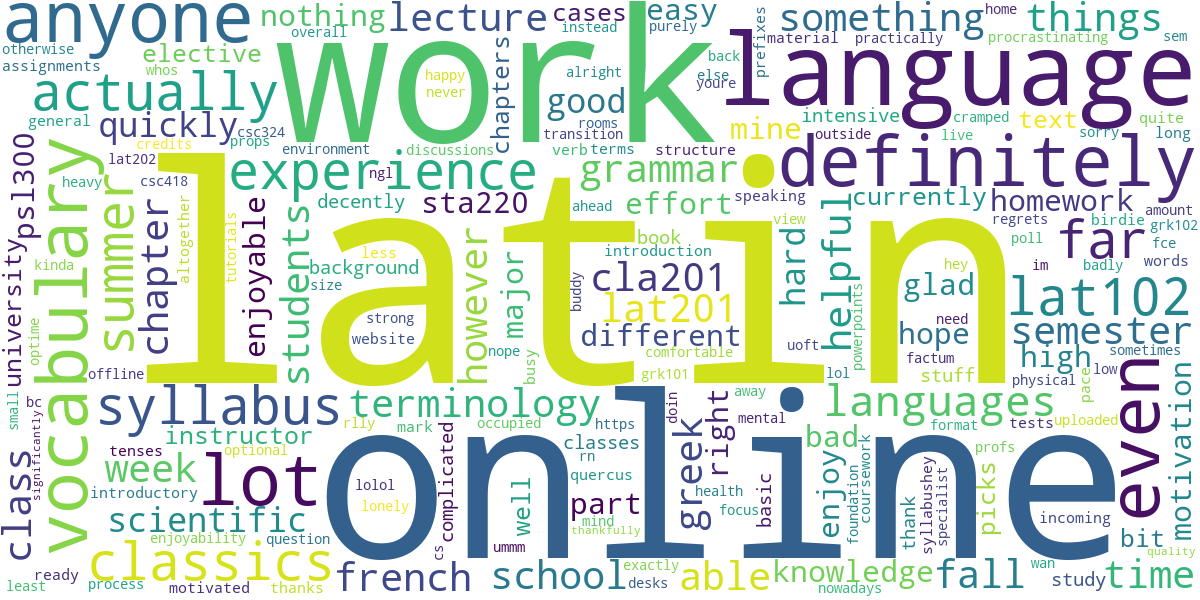 anyone
nothing
lecture
cases
easy
something
home
things
otherwise
overall
instead
purely
material
practically
procrastinating
sem
assignments
elective
whos
work
back
prefixes
language
actually
happy
never
alright
else
youre
general
quickly
csc324
chapters
good
rooms
mine
intensive
cramped
text
quite
credits
props
environment
discussions
transition
verb
terms
structure
outside
live
sorry
long
lat202
ngl
definitely
vocabulary
heavy
csc418
experience
grammar
speaking
psl300
summer
chapter
altogether
tutorials
enjoyable
students
decently
sta220
ahead
effort
view
helpful
currently
homework
regrets
birdie
amount
grk102
latin
less
however
book
introduction
hard
hey
poll
far
fce
words
im
badly
university
kinda
background
size
major
buddy
cla201
glad
lat102
strong
lat201
need
website
different
uoft
hope
factum
semester
optime
nope
comfortable
powerpoints
high
sometimes
offline
busy
grk101
lol
stuff
physical
low
pace
motivation
small
bc
syllabus
terminology
doin
away
languages
even
significantly
rlly
mark
occupied
https
mental
format
tests
uploaded
class
instructor
tenses
optional
complicated
classes
greek
right
bad
profs
week
lot
online
rn
quercus
health
basic
enjoy
foundation
coursework
picks
introductory
lolol
well
part
focus
scientific
lonely
mind
thankfully
thank
syllabushey
specialist
incoming
enjoyability
question
cs
ummm
bit
quality
classics
french
school
exactly
desks
able
knowledge
nowadays
fall
wan
study
time
least
ready
process
motivated
thanks